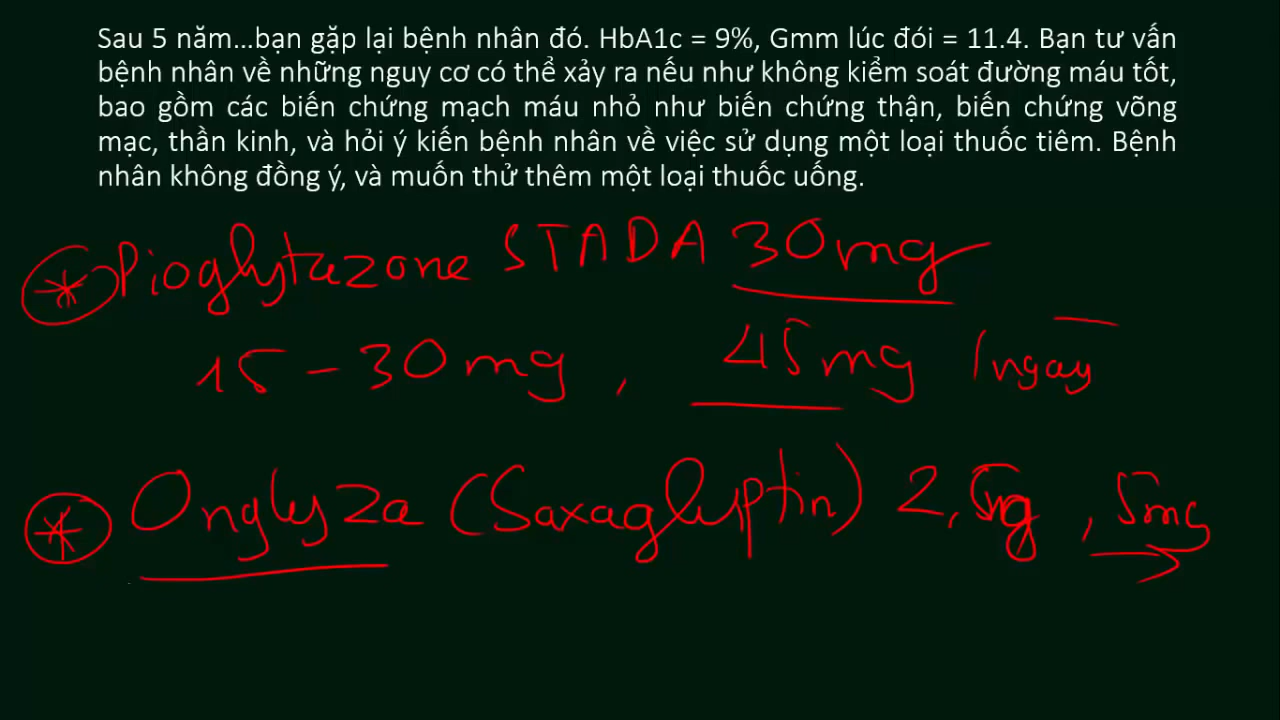 Sau 5 năm...bạn gặp lại bệnh nhân đó. HbA1c = 9%, Gmm lúc đói = 11.4. Bạn tư vấn
bệnh nhân về những nguy cơ có thể xảy ra nếu như không kiểm soát đường máu tốt,
bao gồm các biến chứng mạch máu nhỏ như biến chứng thận, biến chứng võng
mạc, thần kinh, và hỏi ý kiến bệnh nhân về việc sử dụng một loại thuốc tiêm. Bệnh
nhân không đồng ý, và muốn thử thêm một loại thuốc uống.
* Pioglytazone STADA 30mg
15 - 30mg, 45mg /ngay
* Onglyza (Saxaglyptin) 2,5mg, 5mg